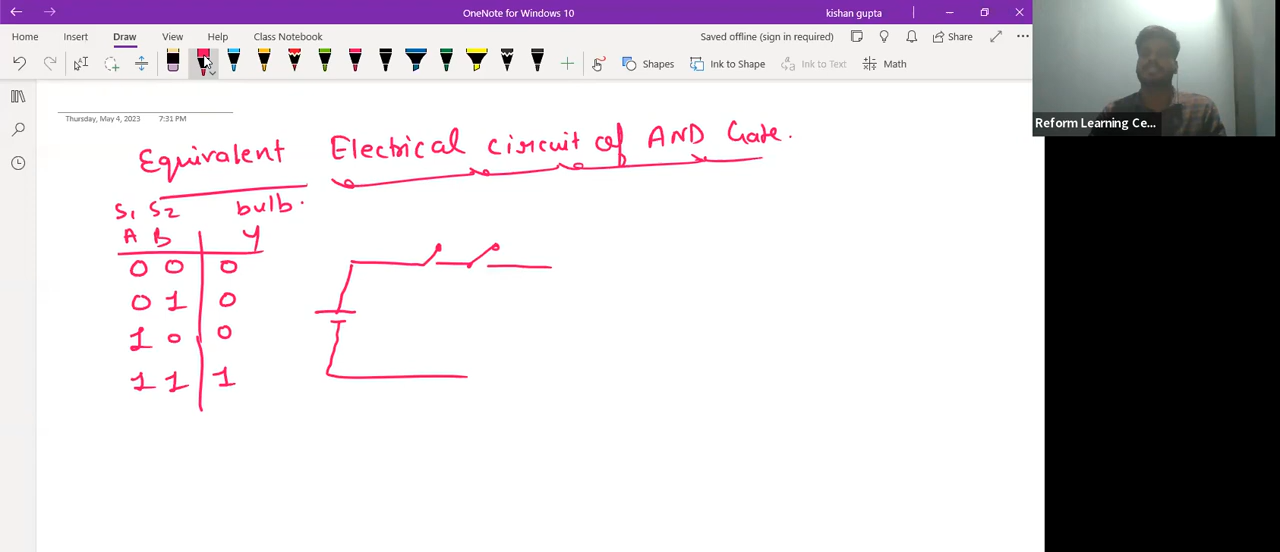 OneNote for Windows 10
kishan gupta
Home Insert Draw View Help Class Notebook
Saved offline (sign in required)
Share
Shapes
Ink to Shape
Ink to Text
Math
Reform Learning Ce...
Thursday, May 4, 2023 7:31 PM
Equivalent Electrical circuit of AND Gate.
S1 S2 bulb.
A B Y
0 0 0
0 1 0
1 0 0
1 1 1